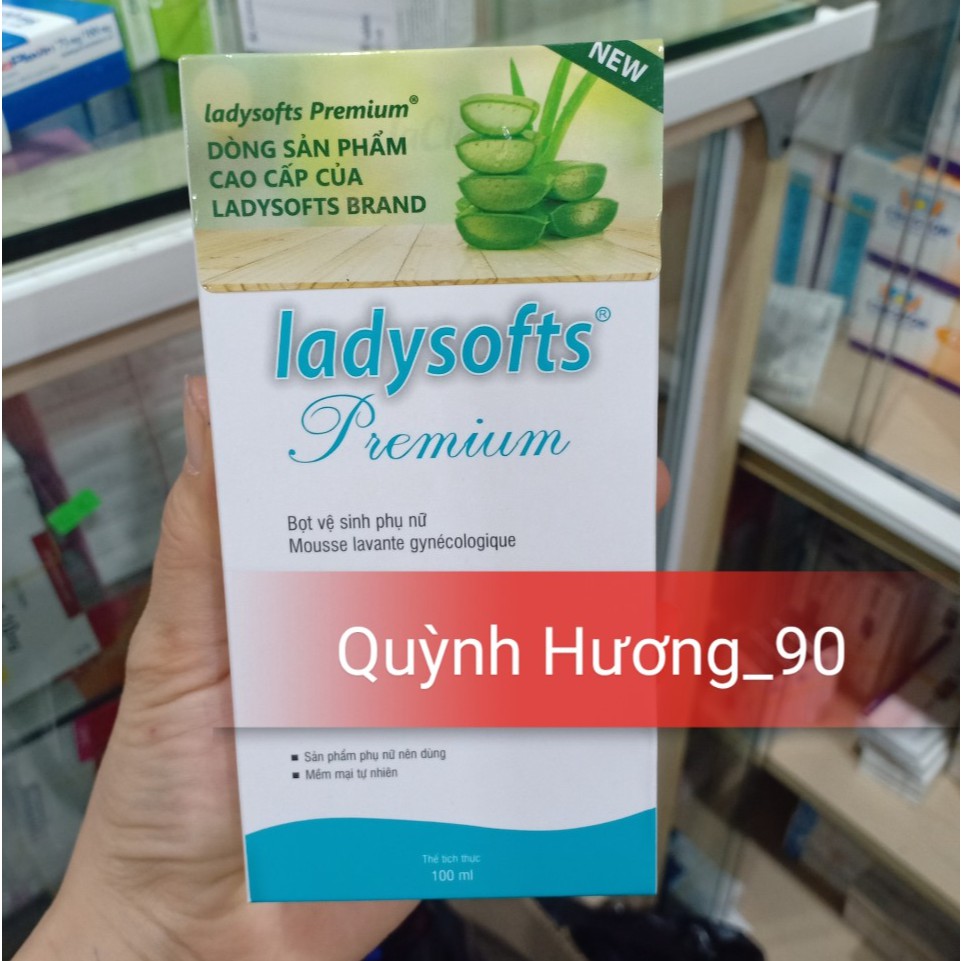 NEW
ladysofts Premium®
DÒNG SẢN PHẨM
CAO CẤP CỦA
LADYSOFTS BRAND
ladysofts®
Premium
Bọt vệ sinh phụ nữ
Mousse lavante gynécologique
Quỳnh Hương_90
▪ Sản phẩm phụ nữ nên dùng
▪ Mềm mại tự nhiên
Thể tích thực
100 ml